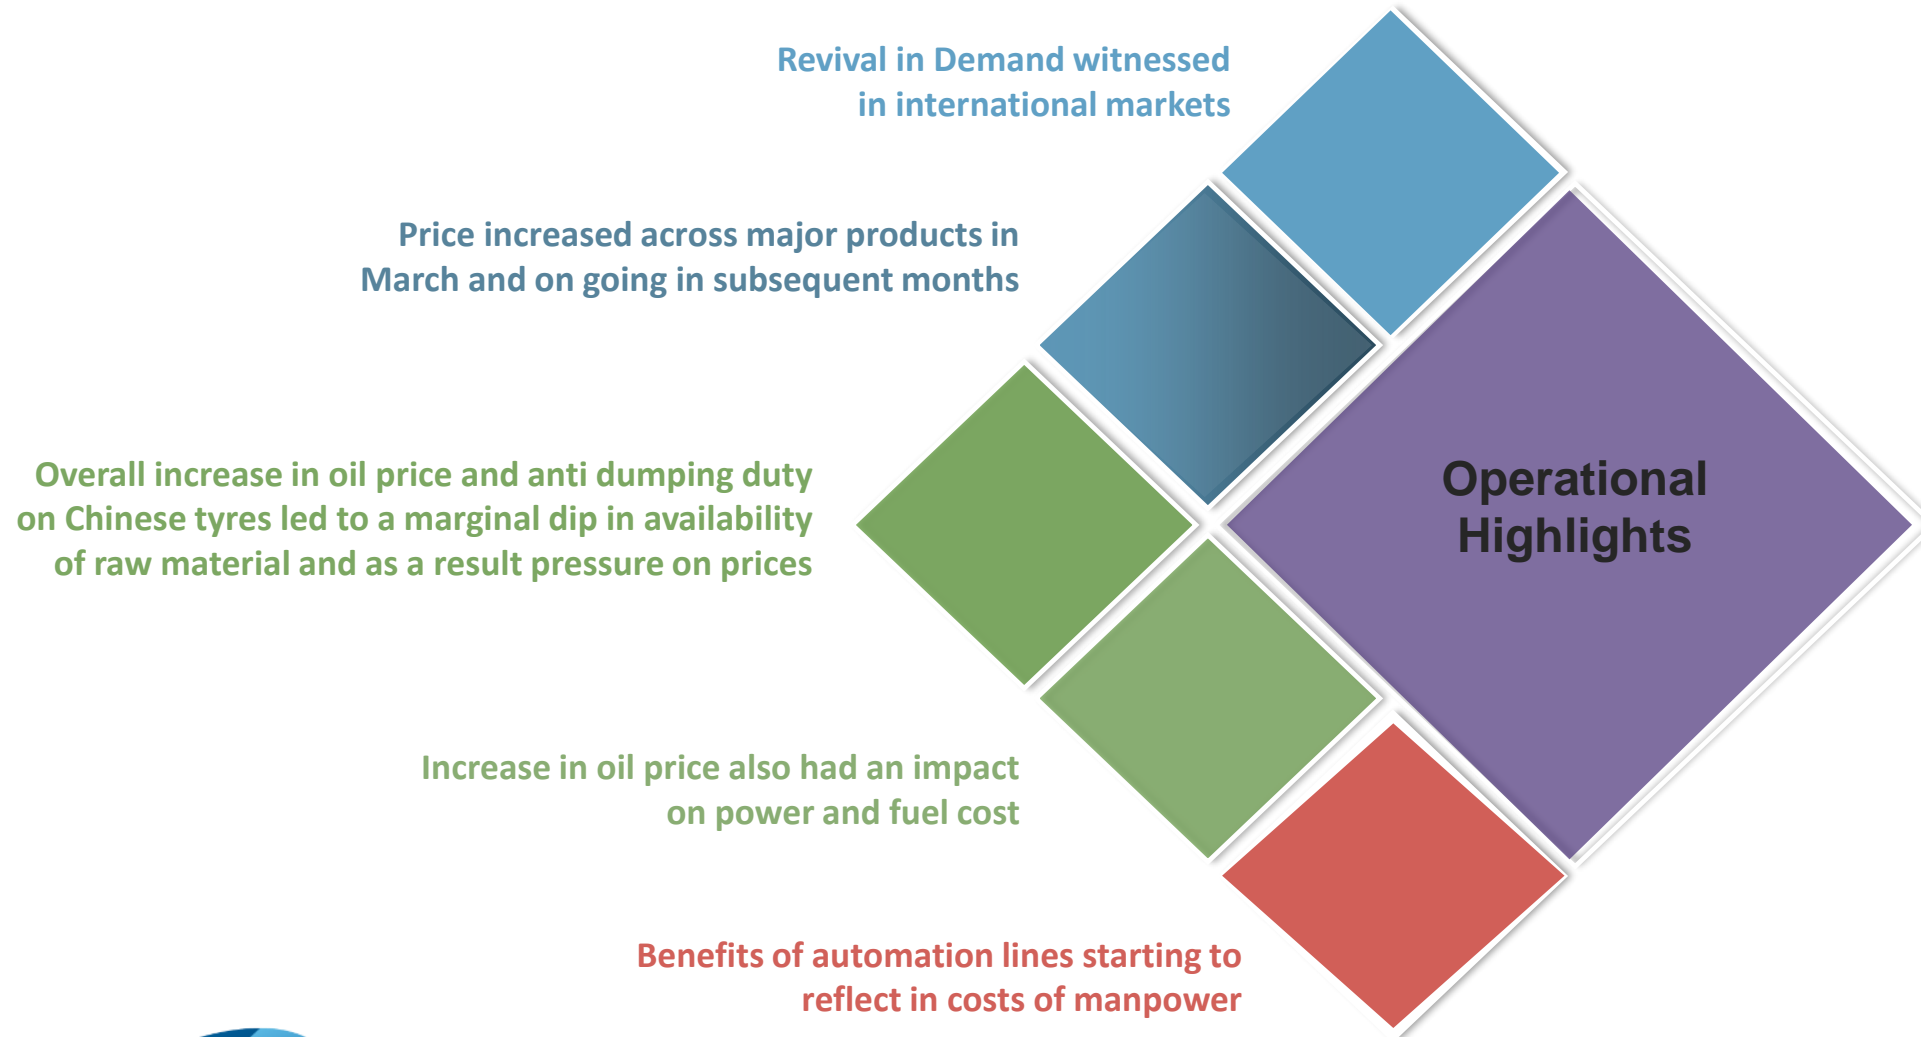 Revival in Demand witnessed
in international markets
Price increased across major products in
March and on going in subsequent months
Overall increase in oil price and anti dumping duty
on Chinese tyres led to a marginal dip in availability
of raw material and as a result pressure on prices
Operational
Highlights
Increase in oil price also had an impact
on power and fuel cost
Benefits of automation lines starting to
reflect in costs of manpower